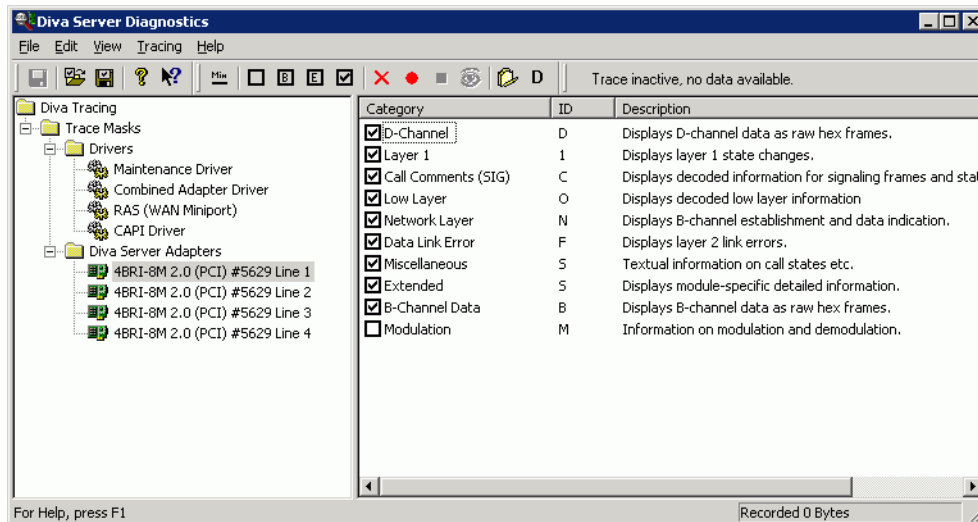 Diva Server Diagnostics
File Edit View Tracing Help
Mix B E D Trace inactive, no data available.
Diva Tracing
Trace Masks
Drivers
Maintenance Driver
Combined Adapter Driver
RAS (WAN Miniport)
CAPI Driver
Diva Server Adapters
4BRI-8M 2.0 (PCI) #5629 Line 1
4BRI-8M 2.0 (PCI) #5629 Line 2
4BRI-8M 2.0 (PCI) #5629 Line 3
4BRI-8M 2.0 (PCI) #5629 Line 4
Category ID Description
D-Channel D Displays D-channel data as raw hex frames.
Layer 1 1 Displays layer 1 state changes.
Call Comments (SIG) C Displays decoded information for signaling frames and stat
Low Layer O Displays decoded low layer information
Network Layer N Displays B-channel establishment and data indication.
Data Link Error F Displays layer 2 link errors.
Miscellaneous S Textual information on call states etc.
Extended S Displays module-specific detailed information.
B-Channel Data B Displays B-channel data as raw hex frames.
Modulation M Information on modulation and demodulation.
For Help, press F1 Recorded 0 Bytes